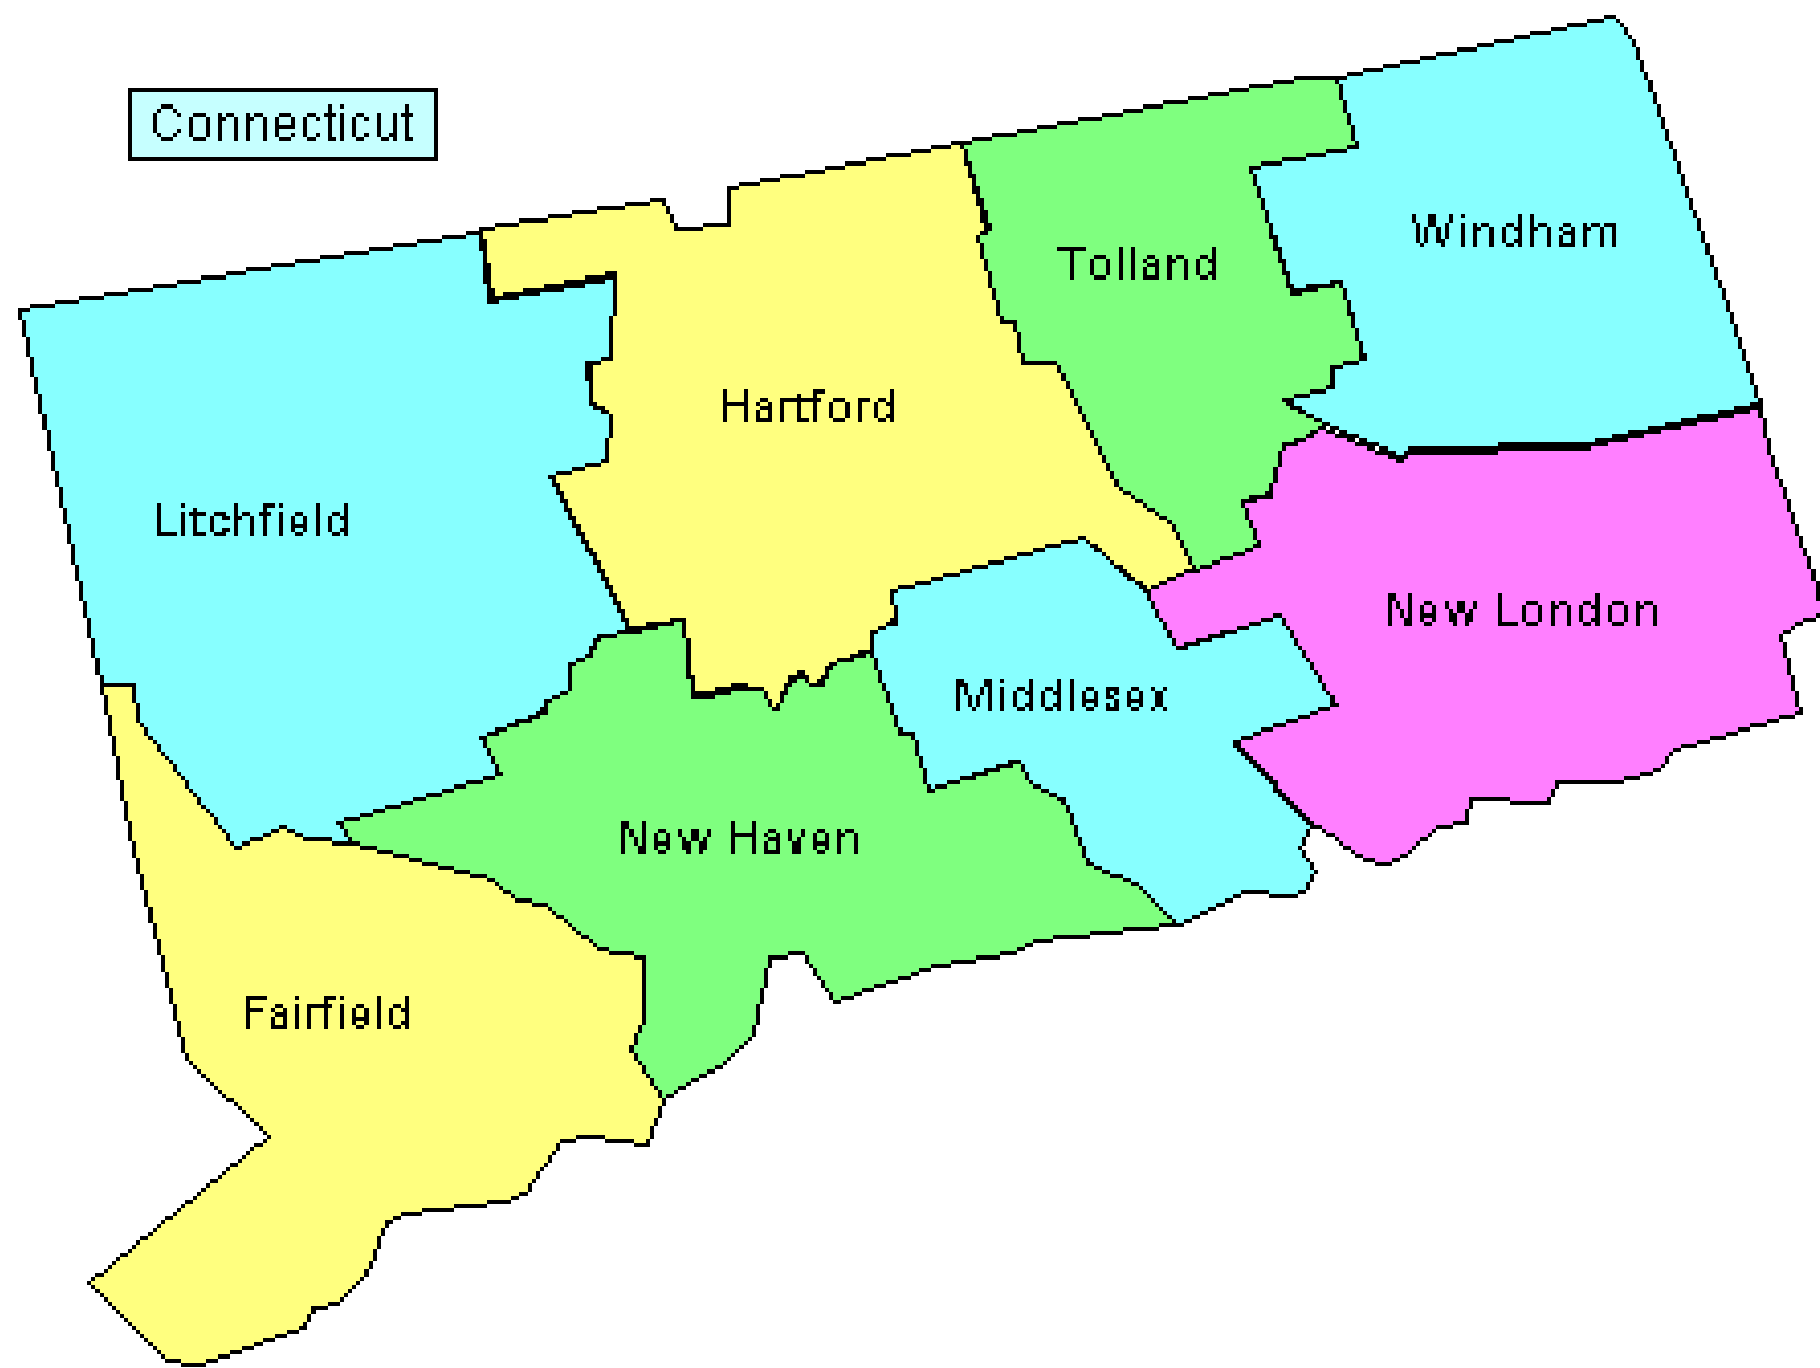 Connecticut
Windham
Tolland
Hartford
Litchfield
New London
Middlesex
New Haven
Fairfield